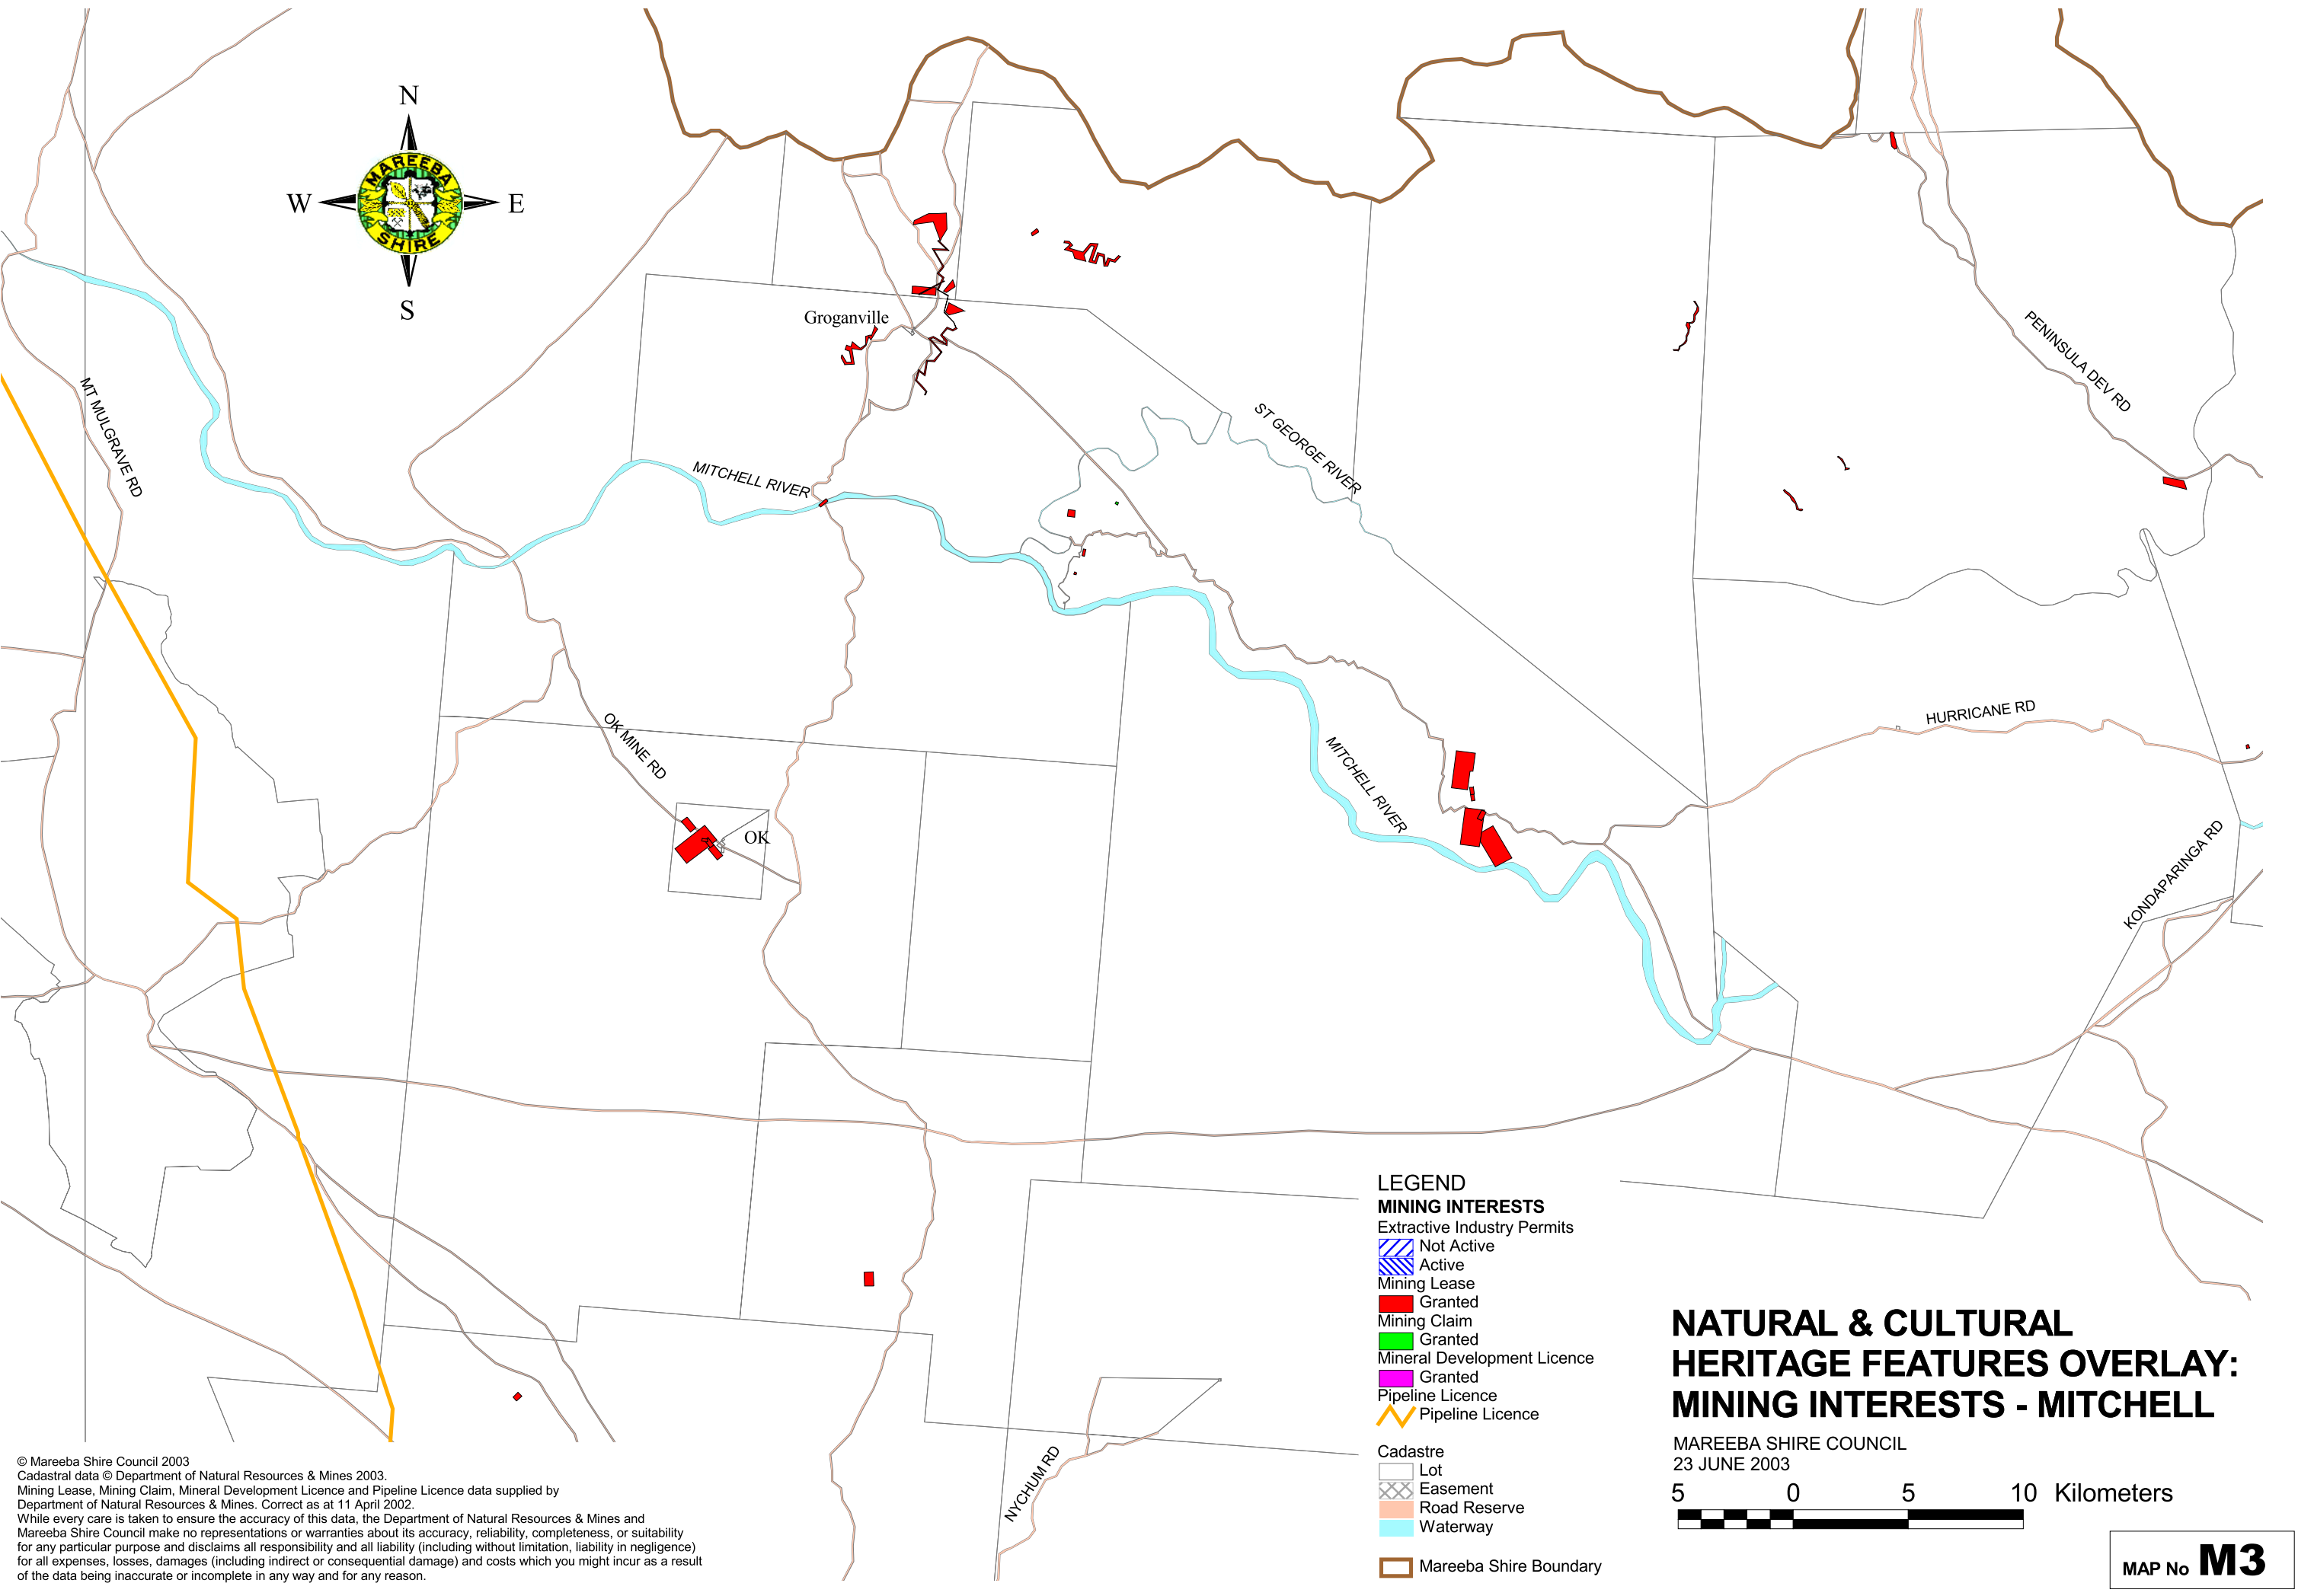 N
W
E
S
MAREEBA
SHIRE
Groganville
MT MULGRAVE RD
MITCHELL RIVER
ST GEORGE RIVER
PENINSULA DEV RD
OK MINE RD
OK
MITCHELL RIVER
HURRICANE RD
KONDAPARINGA RD
NYCHUM RD
LEGEND
MINING INTERESTS
Extractive Industry Permits
Not Active
Active
Mining Lease
Granted
Mining Claim
Granted
Mineral Development Licence
Granted
Pipeline Licence
Pipeline Licence
Cadastre
Lot
Easement
Road Reserve
Waterway
Mareeba Shire Boundary
NATURAL & CULTURAL
HERITAGE FEATURES OVERLAY:
MINING INTERESTS - MITCHELL
MAREEBA SHIRE COUNCIL
23 JUNE 2003
5 0 5 10 Kilometers
MAP No M3
© Mareeba Shire Council 2003
Cadastral data © Department of Natural Resources & Mines 2003.
Mining Lease, Mining Claim, Mineral Development Licence and Pipeline Licence data supplied by
Department of Natural Resources & Mines. Correct as at 11 April 2002.
While every care is taken to ensure the accuracy of this data, the Department of Natural Resources & Mines and
Mareeba Shire Council make no representations or warranties about its accuracy, reliability, completeness, or suitability
for any particular purpose and disclaims all responsibility and all liability (including without limitation, liability in negligence)
for all expenses, losses, damages (including indirect or consequential damage) and costs which you might incur as a result
of the data being inaccurate or incomplete in any way and for any reason.